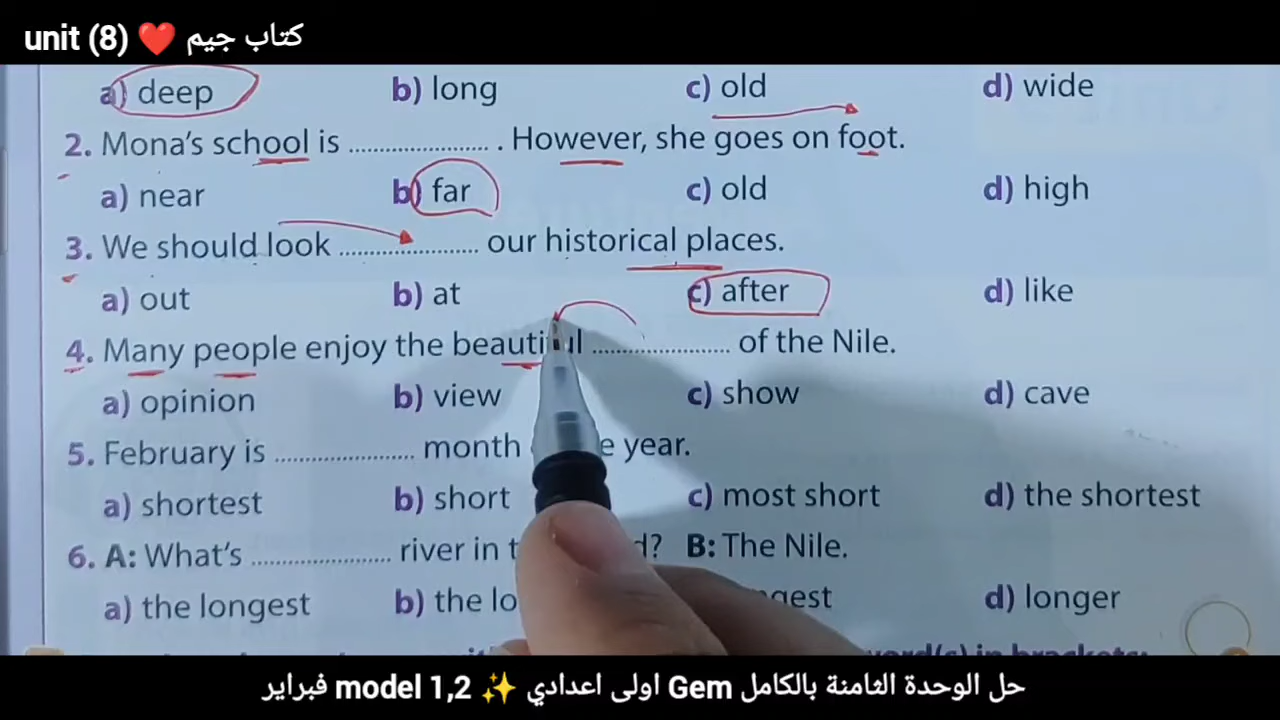 unit (8) ❤️ كتاب جيم
a) deep b) long c) old d) wide
2. Mona's school is .................... . However, she goes on foot.
a) near b) far c) old d) high
3. We should look .................... our historical places.
a) out b) at c) after d) like
4. Many people enjoy the beautiful .................... of the Nile.
a) opinion b) view c) show d) cave
5. February is .................... month year.
a) shortest b) short c) most short d) the shortest
6. A: What's .................... river in B: The Nile.
a) the longest b) the d) longer
حل الوحدة الثامنة بالكامل Gem اولى اعدادي ✨ model 1,2 فبراير